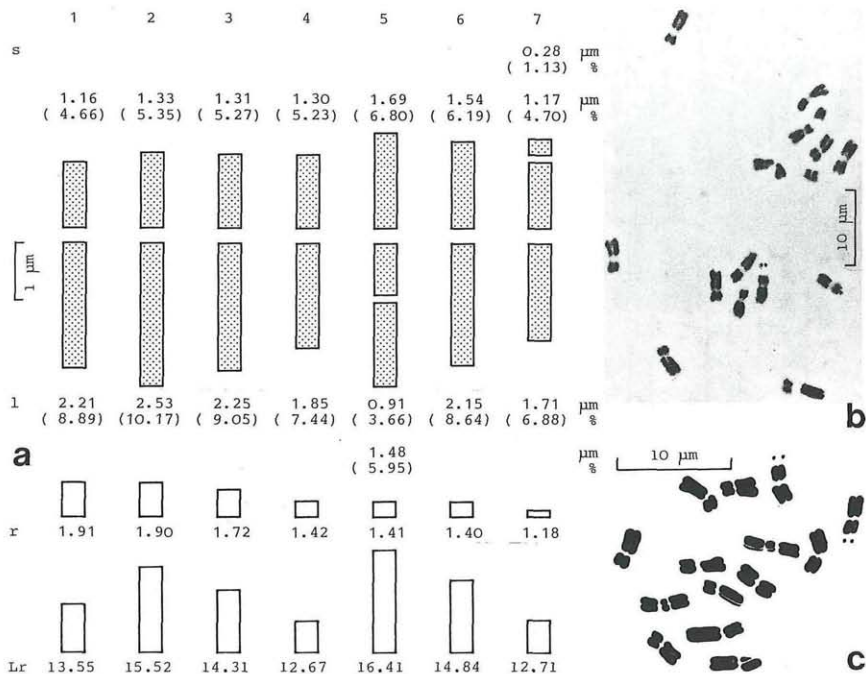 1 2 3 4 5 6 7
s 0.28 μm
( 1.13) %
1.16 1.33 1.31 1.30 1.69 1.54 1.17 μm
( 4.66) ( 5.35) ( 5.27) ( 5.23) ( 6.80) ( 6.19) ( 4.70) %
1 μm
l 2.21 2.53 2.25 1.85 0.91 2.15 1.71 μm
( 8.89) (10.17) ( 9.05) ( 7.44) ( 3.66) ( 8.64) ( 6.88) %
1.48 μm
( 5.95) %
a
r 1.91 1.90 1.72 1.42 1.41 1.40 1.18
Lr 13.55 15.52 14.31 12.67 16.41 14.84 12.71
10 μm
b
10 μm
c